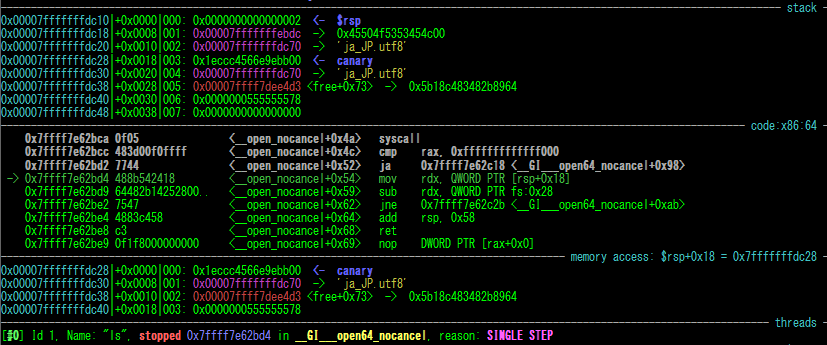 stack
0x00007fffffffdc10|+0x0000|000: 0x0000000000000002  <-  $rsp
0x00007fffffffdc18|+0x0008|001: 0x00007fffffffebdc  ->  0x45504f5353454c00
0x00007fffffffdc20|+0x0010|002: 0x00007fffffffdc70  ->  'ja_JP.utf8'
0x00007fffffffdc28|+0x0018|003: 0x1eccc4566e9ebb00  <-  canary
0x00007fffffffdc30|+0x0020|004: 0x00007fffffffdc70  ->  'ja_JP.utf8'
0x00007fffffffdc38|+0x0028|005: 0x00007ffff7dee4d3 <free+0x73>  ->  0x5b18c483482b8964
0x00007fffffffdc40|+0x0030|006: 0x0000000555555578
0x00007fffffffdc48|+0x0038|007: 0x0000000000000000
code:x86:64
0x7ffff7e62bca 0f05 <__open_nocancel+0x4a> syscall
0x7ffff7e62bcc 483d00f0ffff <__open_nocancel+0x4c> cmp rax, 0xfffffffffffff000
0x7ffff7e62bd2 7744 <__open_nocancel+0x52> ja 0x7ffff7e62c18 <__GI___open64_nocancel+0x98>
-> 0x7ffff7e62bd4 488b542418 <__open_nocancel+0x54> mov rdx, QWORD PTR [rsp+0x18]
0x7ffff7e62bd9 64482b14252800.. <__open_nocancel+0x59> sub rdx, QWORD PTR fs:0x28
0x7ffff7e62be2 7547 <__open_nocancel+0x62> jne 0x7ffff7e62c2b <__GI___open64_nocancel+0xab>
0x7ffff7e62be4 4883c458 <__open_nocancel+0x64> add rsp, 0x58
0x7ffff7e62be8 c3 <__open_nocancel+0x68> ret
0x7ffff7e62be9 0f1f8000000000 <__open_nocancel+0x69> nop DWORD PTR [rax+0x0]
memory access: $rsp+0x18 = 0x7fffffffdc28
0x00007fffffffdc28|+0x0000|000: 0x1eccc4566e9ebb00  <-  canary
0x00007fffffffdc30|+0x0008|001: 0x00007fffffffdc70  ->  'ja_JP.utf8'
0x00007fffffffdc38|+0x0010|002: 0x00007ffff7dee4d3 <free+0x73>  ->  0x5b18c483482b8964
0x00007fffffffdc40|+0x0018|003: 0x0000000555555578
threads
[#0] Id 1, Name: "ls", stopped 0x7ffff7e62bd4 in __GI___open64_nocancel, reason: SINGLE STEP